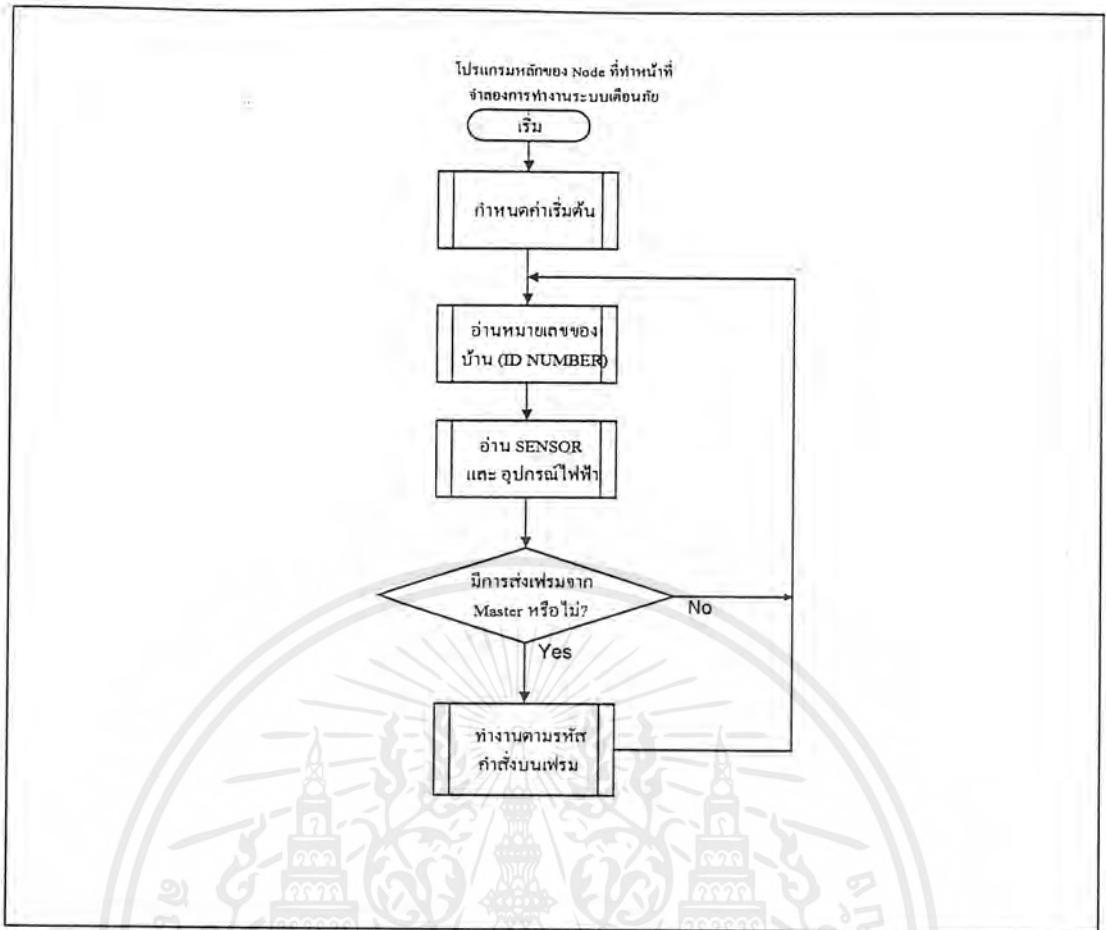 โปรแกรมหลักของ Node ที่ทำหน้าที่
จำลองการทำงานระบบเตือนภัย
เริ่ม
กำหนดค่าเริ่มต้น
อ่านหมายเลขของ
บ้าน (ID NUMBER)
อ่าน SENSOR
และ อุปกรณ์ไฟฟ้า
มีการส่งเฟรมจาก
Master หรือไม่?
No
Yes
ทำงานตามรหัส
คำสั่งบนเฟรม